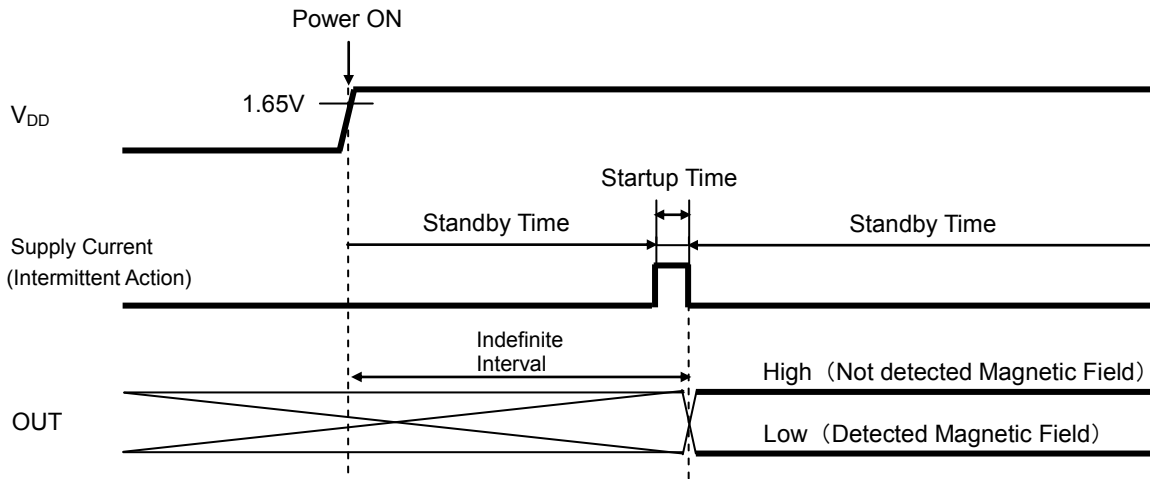 Power ON
1.65V
VDD
Startup Time
Standby Time
Standby Time
Supply Current
(Intermittent Action)
Indefinite
Interval
High（Not detected Magnetic Field）
OUT
Low（Detected Magnetic Field）